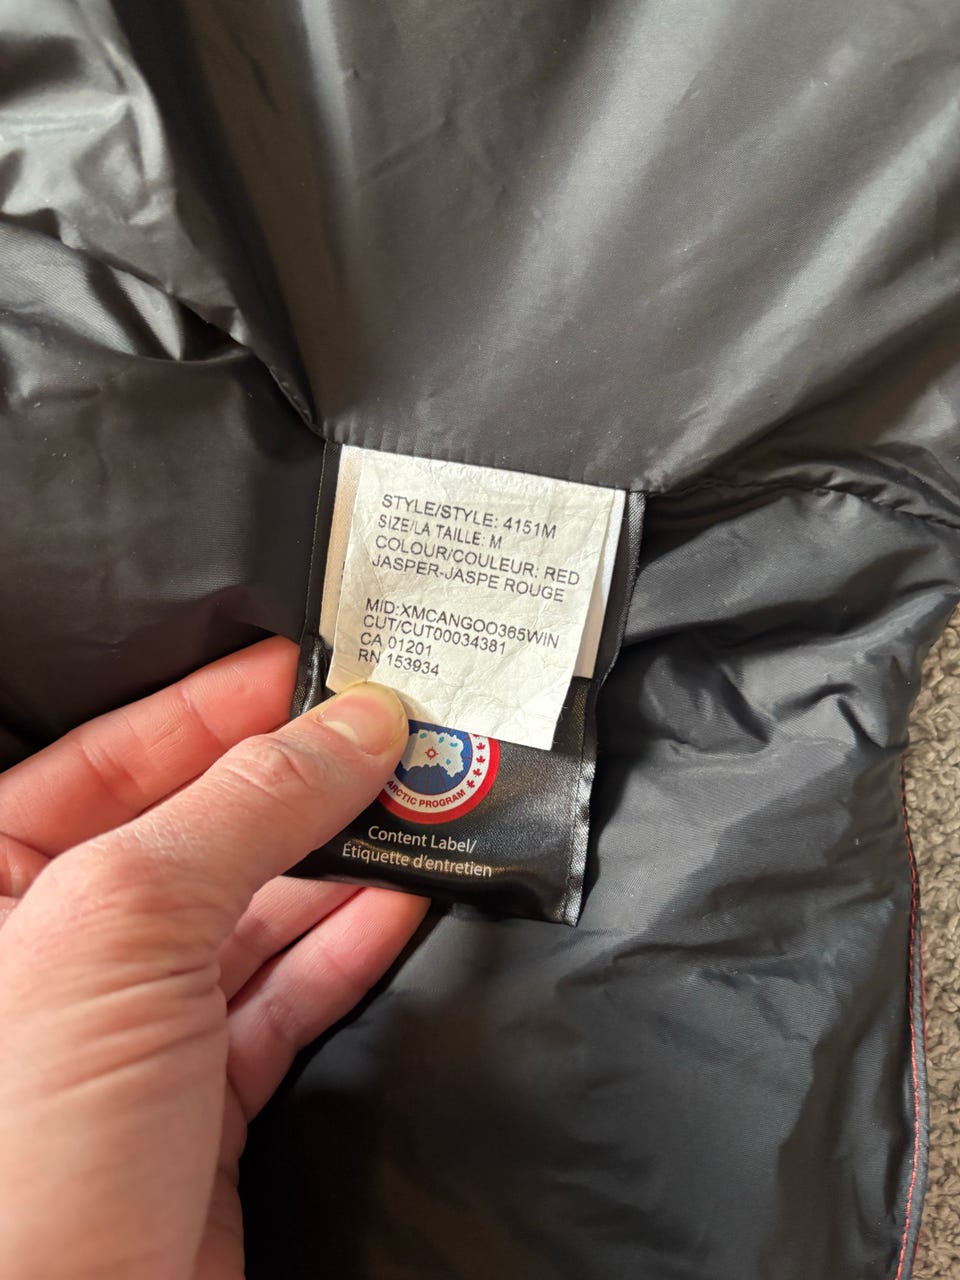 STYLE/STYLE: 4151M
SIZE/LA TAILLE: M
COLOUR/COULEUR: RED
JASPER-JASPE ROUGE
MID:XMCANGOO365WIN
CUT/CUT00034381
CA 01201
RN 153934
ARCTIC PROGRAM
Content Label/
Étiquette d'entretien